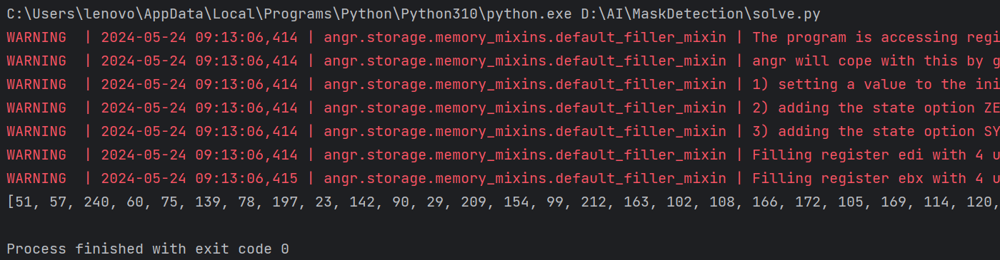 C:\Users\lenovo\AppData\Local\Programs\Python\Python310\python.exe D:\AI\MaskDetection\solve.py
WARNING  | 2024-05-24 09:13:06,414 | angr.storage.memory_mixins.default_filler_mixin | The program is accessing regi
WARNING  | 2024-05-24 09:13:06,414 | angr.storage.memory_mixins.default_filler_mixin | angr will cope with this by g
WARNING  | 2024-05-24 09:13:06,414 | angr.storage.memory_mixins.default_filler_mixin | 1) setting a value to the ini
WARNING  | 2024-05-24 09:13:06,414 | angr.storage.memory_mixins.default_filler_mixin | 2) adding the state option ZE
WARNING  | 2024-05-24 09:13:06,414 | angr.storage.memory_mixins.default_filler_mixin | 3) adding the state option SY
WARNING  | 2024-05-24 09:13:06,414 | angr.storage.memory_mixins.default_filler_mixin | Filling register edi with 4 u
WARNING  | 2024-05-24 09:13:06,415 | angr.storage.memory_mixins.default_filler_mixin | Filling register ebx with 4 u
[51, 57, 240, 60, 75, 139, 78, 197, 23, 142, 90, 29, 209, 154, 99, 212, 163, 102, 108, 166, 172, 105, 169, 114, 120,
Process finished with exit code 0